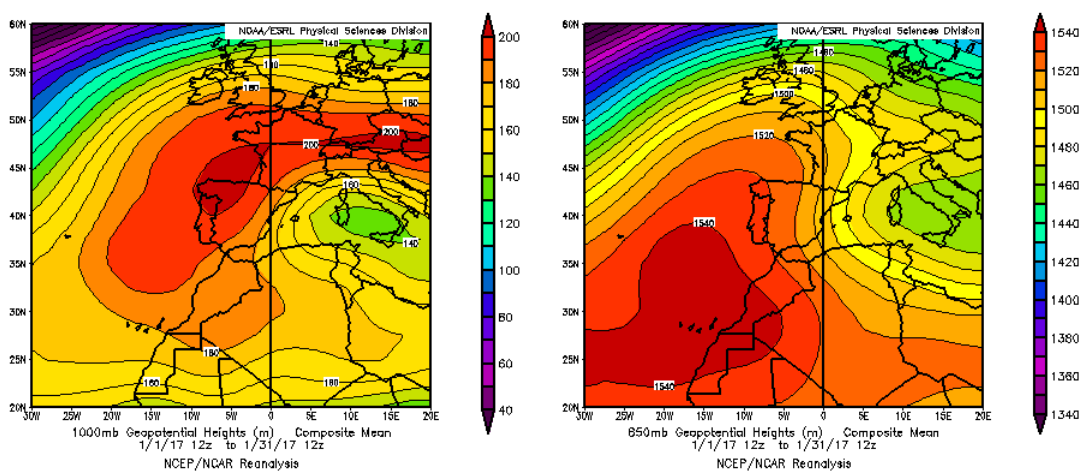 NOAA/ESRL Physical Sciences Division
60N
55N
50N
45N
40N
35N
30N
25N
20N
30W 25W 20W 15W 10W 5W 0 5E 10E 15E 20E
140
180
160
200
200
160
140
180
160
180
200
180
160
140
120
100
80
60
40
1000mb Geopotential Heights (m) Composite Mean
1/1/17 12z to 1/31/17 12z
NCEP/NCAR Reanalysis
NOAA/ESRL Physical Sciences Division
60N
55N
50N
45N
40N
35N
30N
25N
20N
30W 25W 20W 15W 10W 5W 0 5E 10E 15E 20E
1460
1480
1500
1520
1540
1540
1540
1520
1500
1480
1460
1440
1420
1400
1380
1360
1340
850mb Geopotential Heights (m) Composite Mean
1/1/17 12z to 1/31/17 12z
NCEP/NCAR Reanalysis